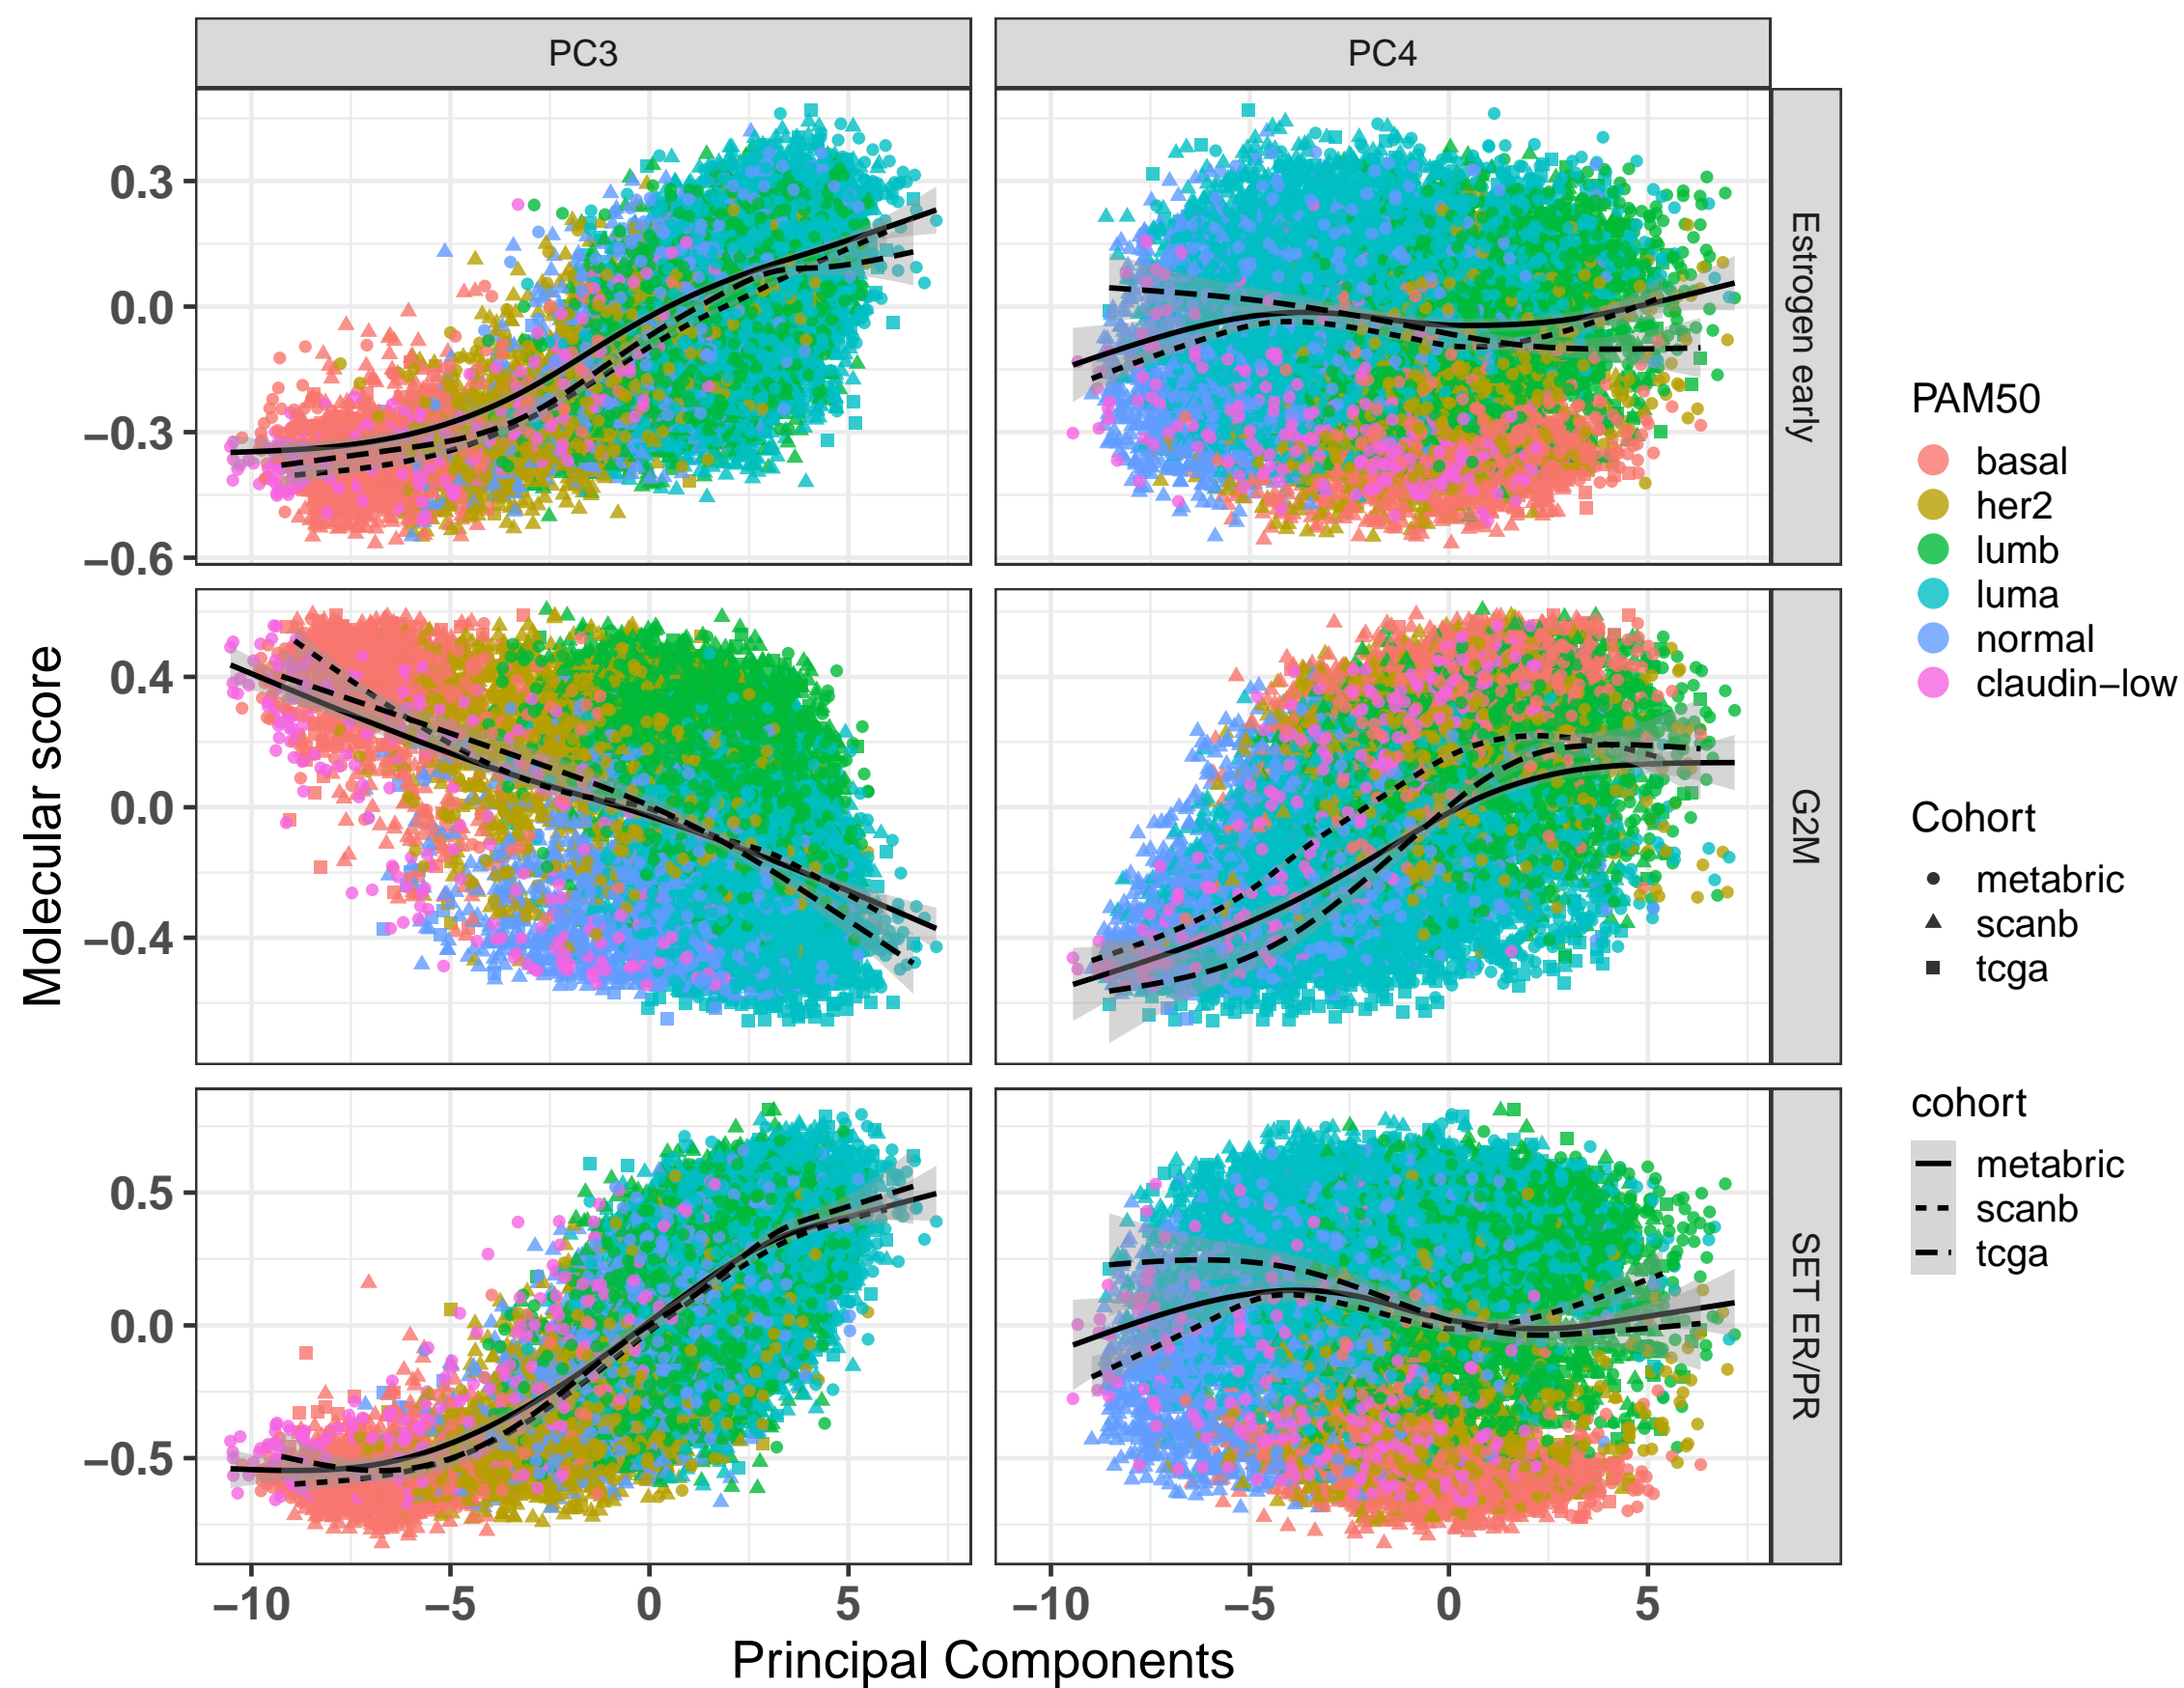 PC3
PC4
0.3
0.0
−0.3
−0.6
Estrogen early
0.4
0.0
−0.4
G2M
0.5
0.0
−0.5
SET ER/PR
−10
−5
0
5
−10
−5
0
5
Principal Components
Molecular score
PAM50
basal
her2
lumb
luma
normal
claudin−low
Cohort
metabric
scanb
tcga
cohort
metabric
scanb
tcga